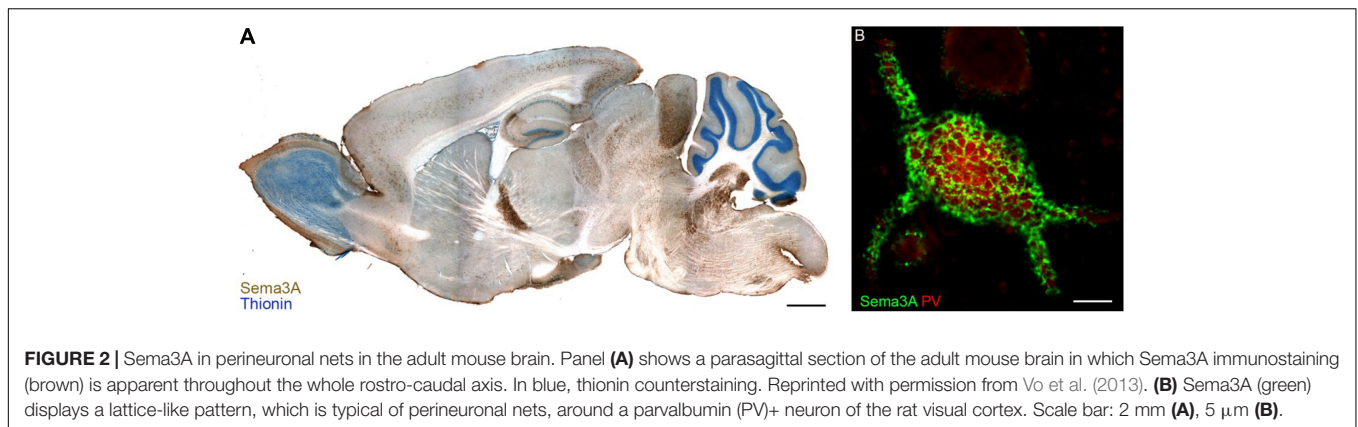 A
B
Sema3A
Thionin
Sema3A PV
FIGURE 2 | Sema3A in perineuronal nets in the adult mouse brain. Panel (A) shows a parasagittal section of the adult mouse brain in which Sema3A immunostaining
(brown) is apparent throughout the whole rostro-caudal axis. In blue, thionin counterstaining. Reprinted with permission from Vo et al. (2013). (B) Sema3A (green)
displays a lattice-like pattern, which is typical of perineuronal nets, around a parvalbumin (PV)+ neuron of the rat visual cortex. Scale bar: 2 mm (A), 5 μm (B).